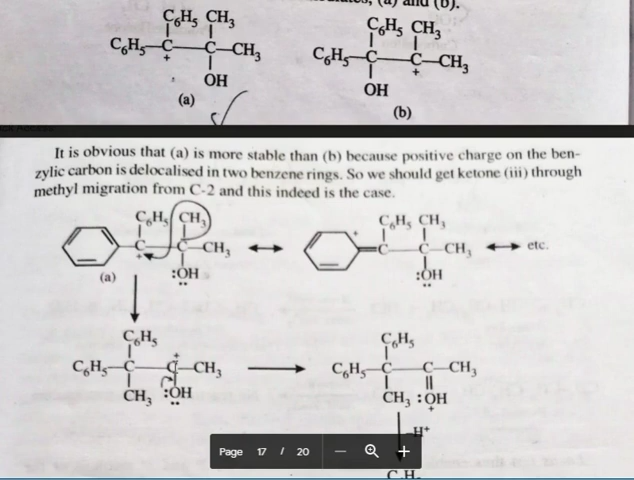 , (a) and (b).
C₆H₅ CH₃
C₆H₅—C—C—CH₃
+
OH
(a)
C₆H₅ CH₃
C₆H₅—C—C—CH₃
+
OH
(b)
It is obvious that (a) is more stable than (b) because positive charge on the ben-
zylic carbon is delocalised in two benzene rings. So we should get ketone (iii) through
methyl migration from C-2 and this indeed is the case.
C₆H₅ CH₃
C—C—CH₃
+
(a) :OH
C₆H₅ CH₃
+
C—C—CH₃
:OH
etc.
C₆H₅
+
C₆H₅—C—C—CH₃
CH₃ :OH
C₆H₅
C₆H₅—C—C—CH₃
CH₃ :OH
+
H⁺
Page 17 / 20 − +
C.H.